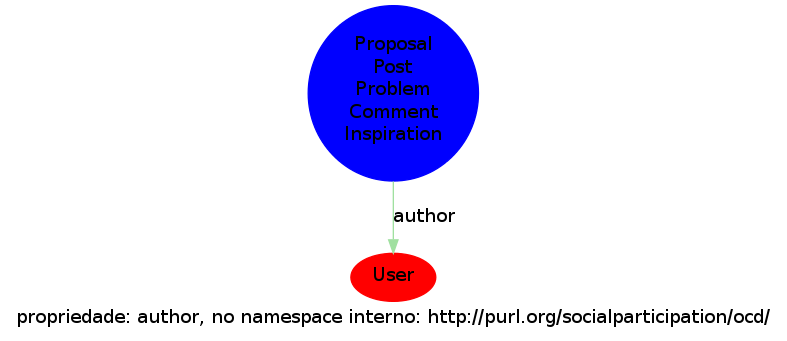 Proposal
Post
Problem
Comment
Inspiration
author
User
propriedade: author, no namespace interno: http://purl.org/socialparticipation/ocd/